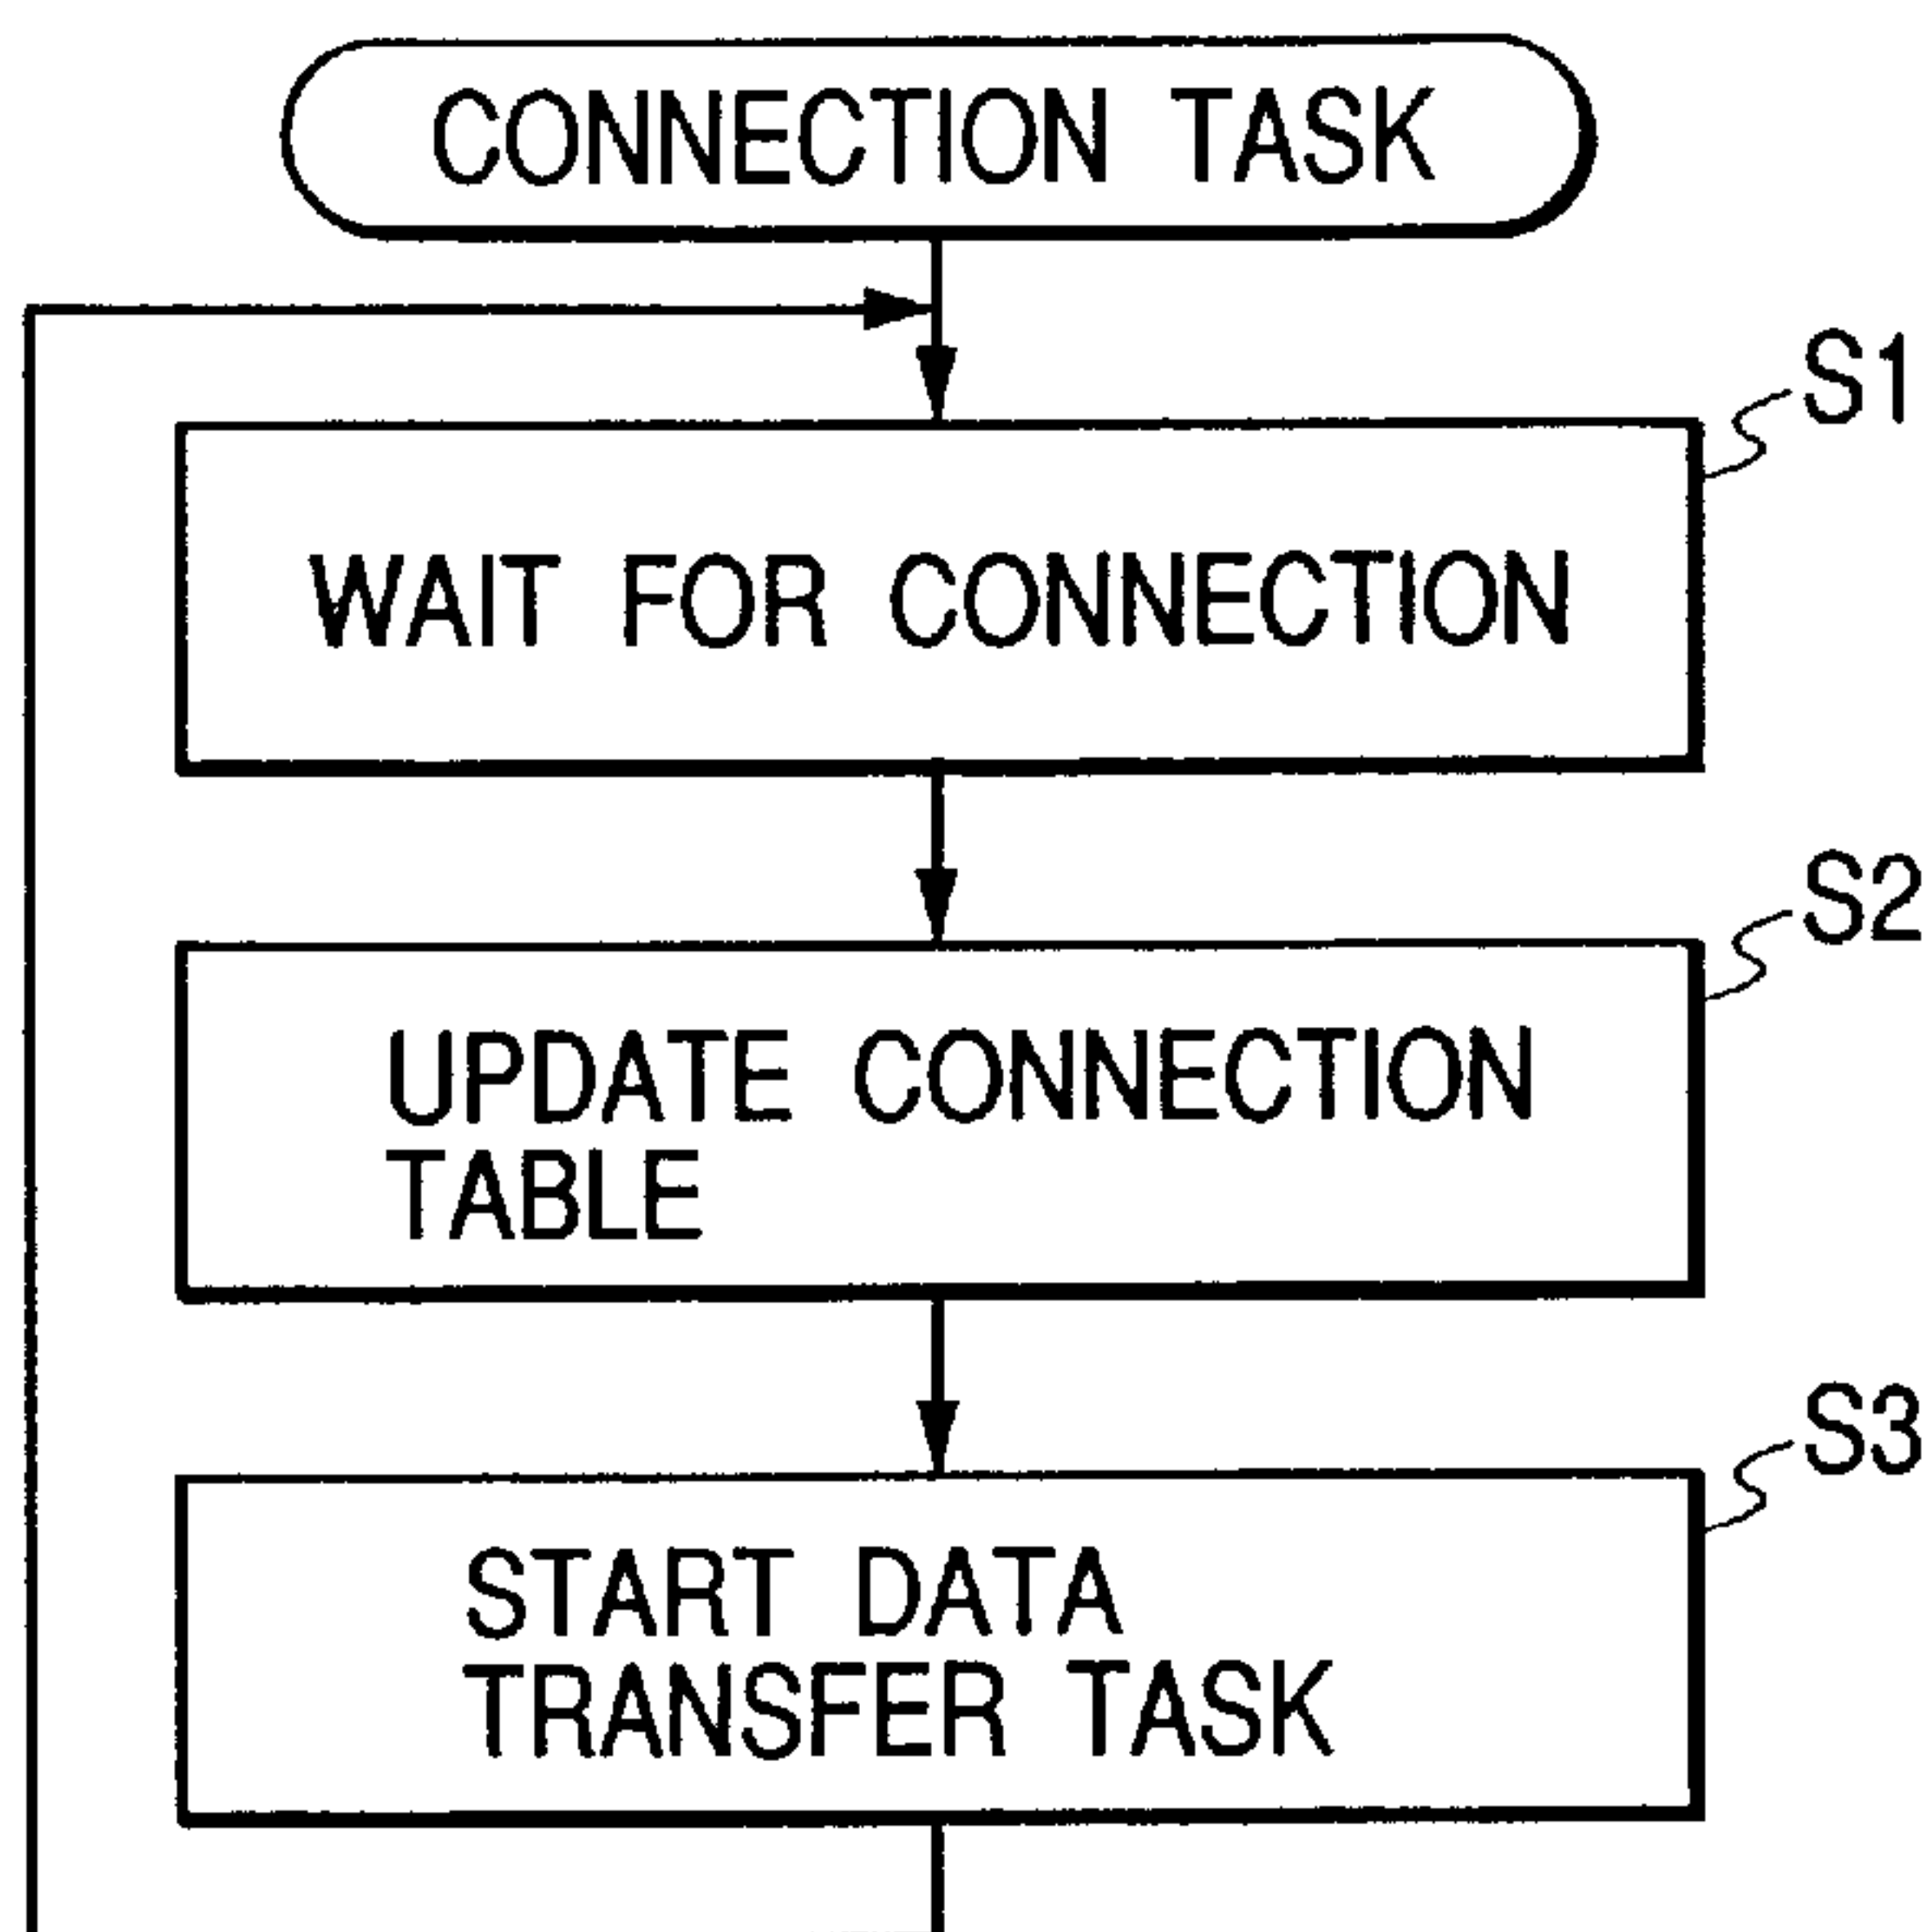 CONNECTION TASK
S1
WAIT FOR CONNECTION
S2
UPDATE CONNECTION
TABLE
S3
START DATA
TRANSFER TASK